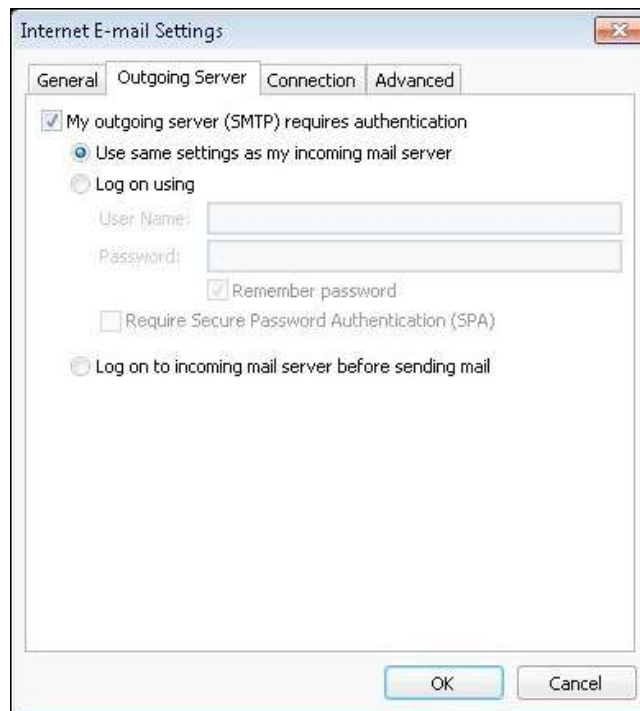 Internet E-mail Settings
General Outgoing Server Connection Advanced
My outgoing server (SMTP) requires authentication
Use same settings as my incoming mail server
Log on using
User Name:
Password:
Remember password
Require Secure Password Authentication (SPA)
Log on to incoming mail server before sending mail
OK Cancel